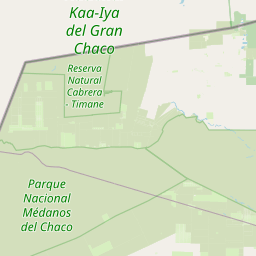 Kaa-Iya
del Gran
Chaco
Reserva
Natural
Cabrera
- Timane
Parque
Nacional
Médanos
del Chaco